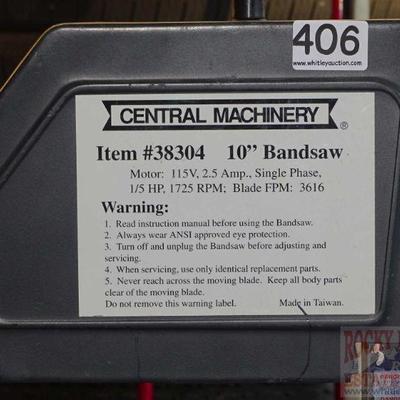 406
www.whitleyauction.com
CENTRAL MACHINERY ®
Item #38304 10” Bandsaw
Motor: 115V, 2.5 Amp., Single Phase,
1/5 HP, 1725 RPM; Blade FPM: 3616
Warning:
1. Read instruction manual before using the Bandsaw.
2. Always wear ANSI approved eye protection.
3. Turn off and unplug the Bandsaw before adjusting and
servicing.
4. When servicing, use only identical replacement parts.
5. Never reach across the moving blade. Keep all body parts
clear of the moving blade.
Do not remove this warning label. Made in Taiwan.
ROCKY